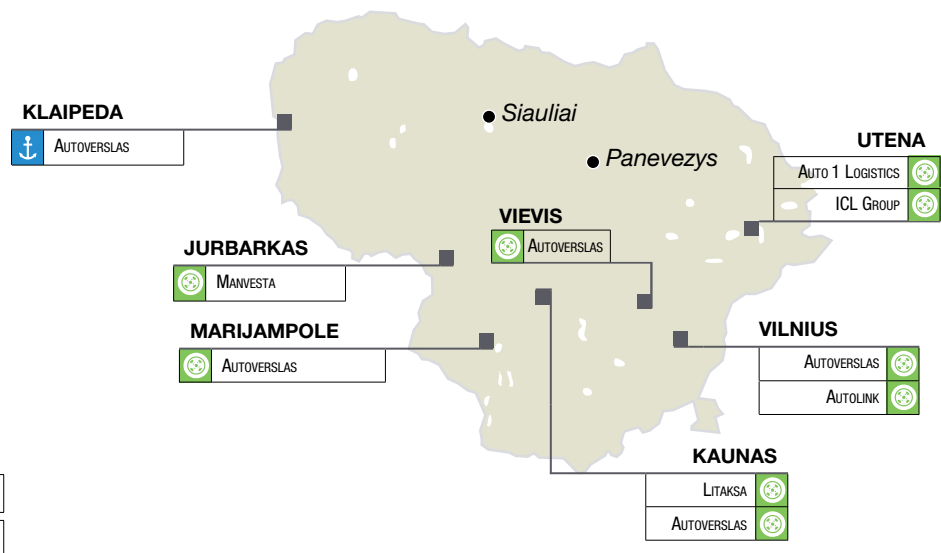 KLAIPEDA
AUTOVERSLAS
Siauliai
Panevezys
UTENA
AUTO 1 LOGISTICS
ICL GROUP
VIEVIS
AUTOVERSLAS
JURBARKAS
MANVESTA
MARIJAMPOLE
AUTOVERSLAS
VILNIUS
AUTOVERSLAS
AUTOLINK
KAUNAS
LITAKSA
AUTOVERSLAS